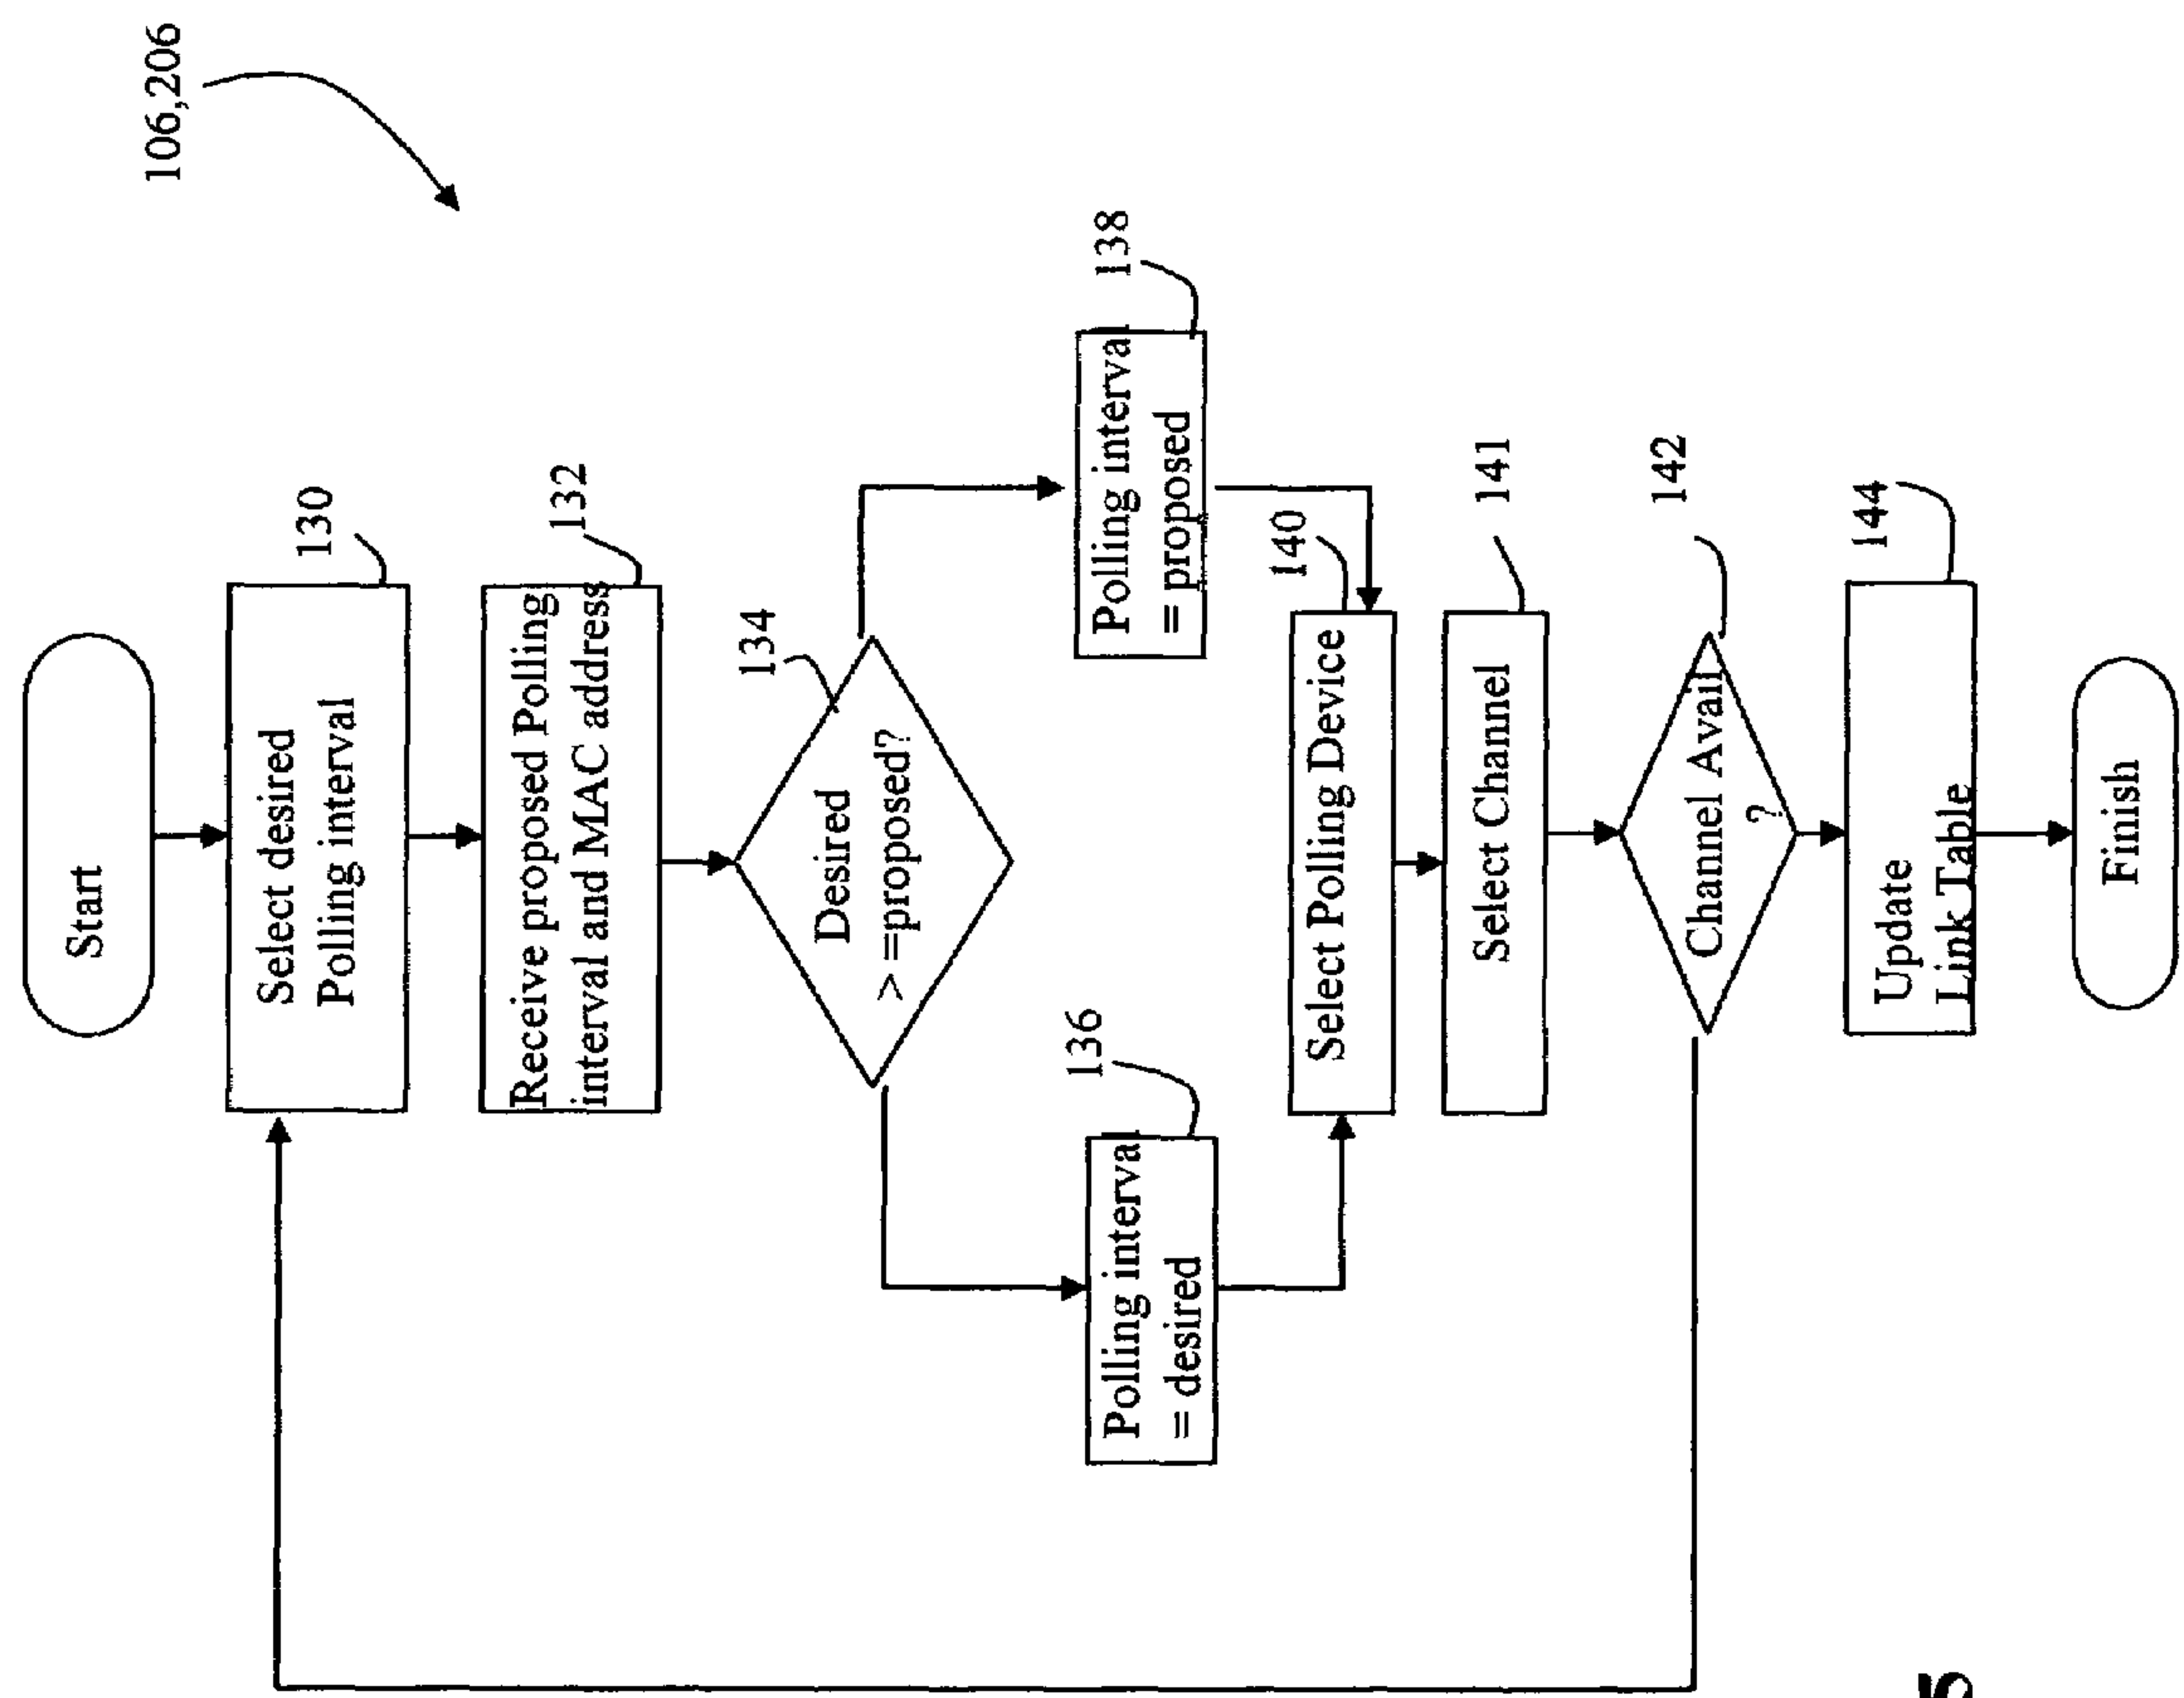 106,206
Start
Select desired
Polling interval
130
Receive proposed Polling
interval and MAC address
132
134
Desired
>=proposed?
136
Polling interval
= desired
138
Polling interval
= proposed
140
Select Polling Device
Select Channel
141
Channel Avail
?
142
Update
Link Table
144
Finish
5